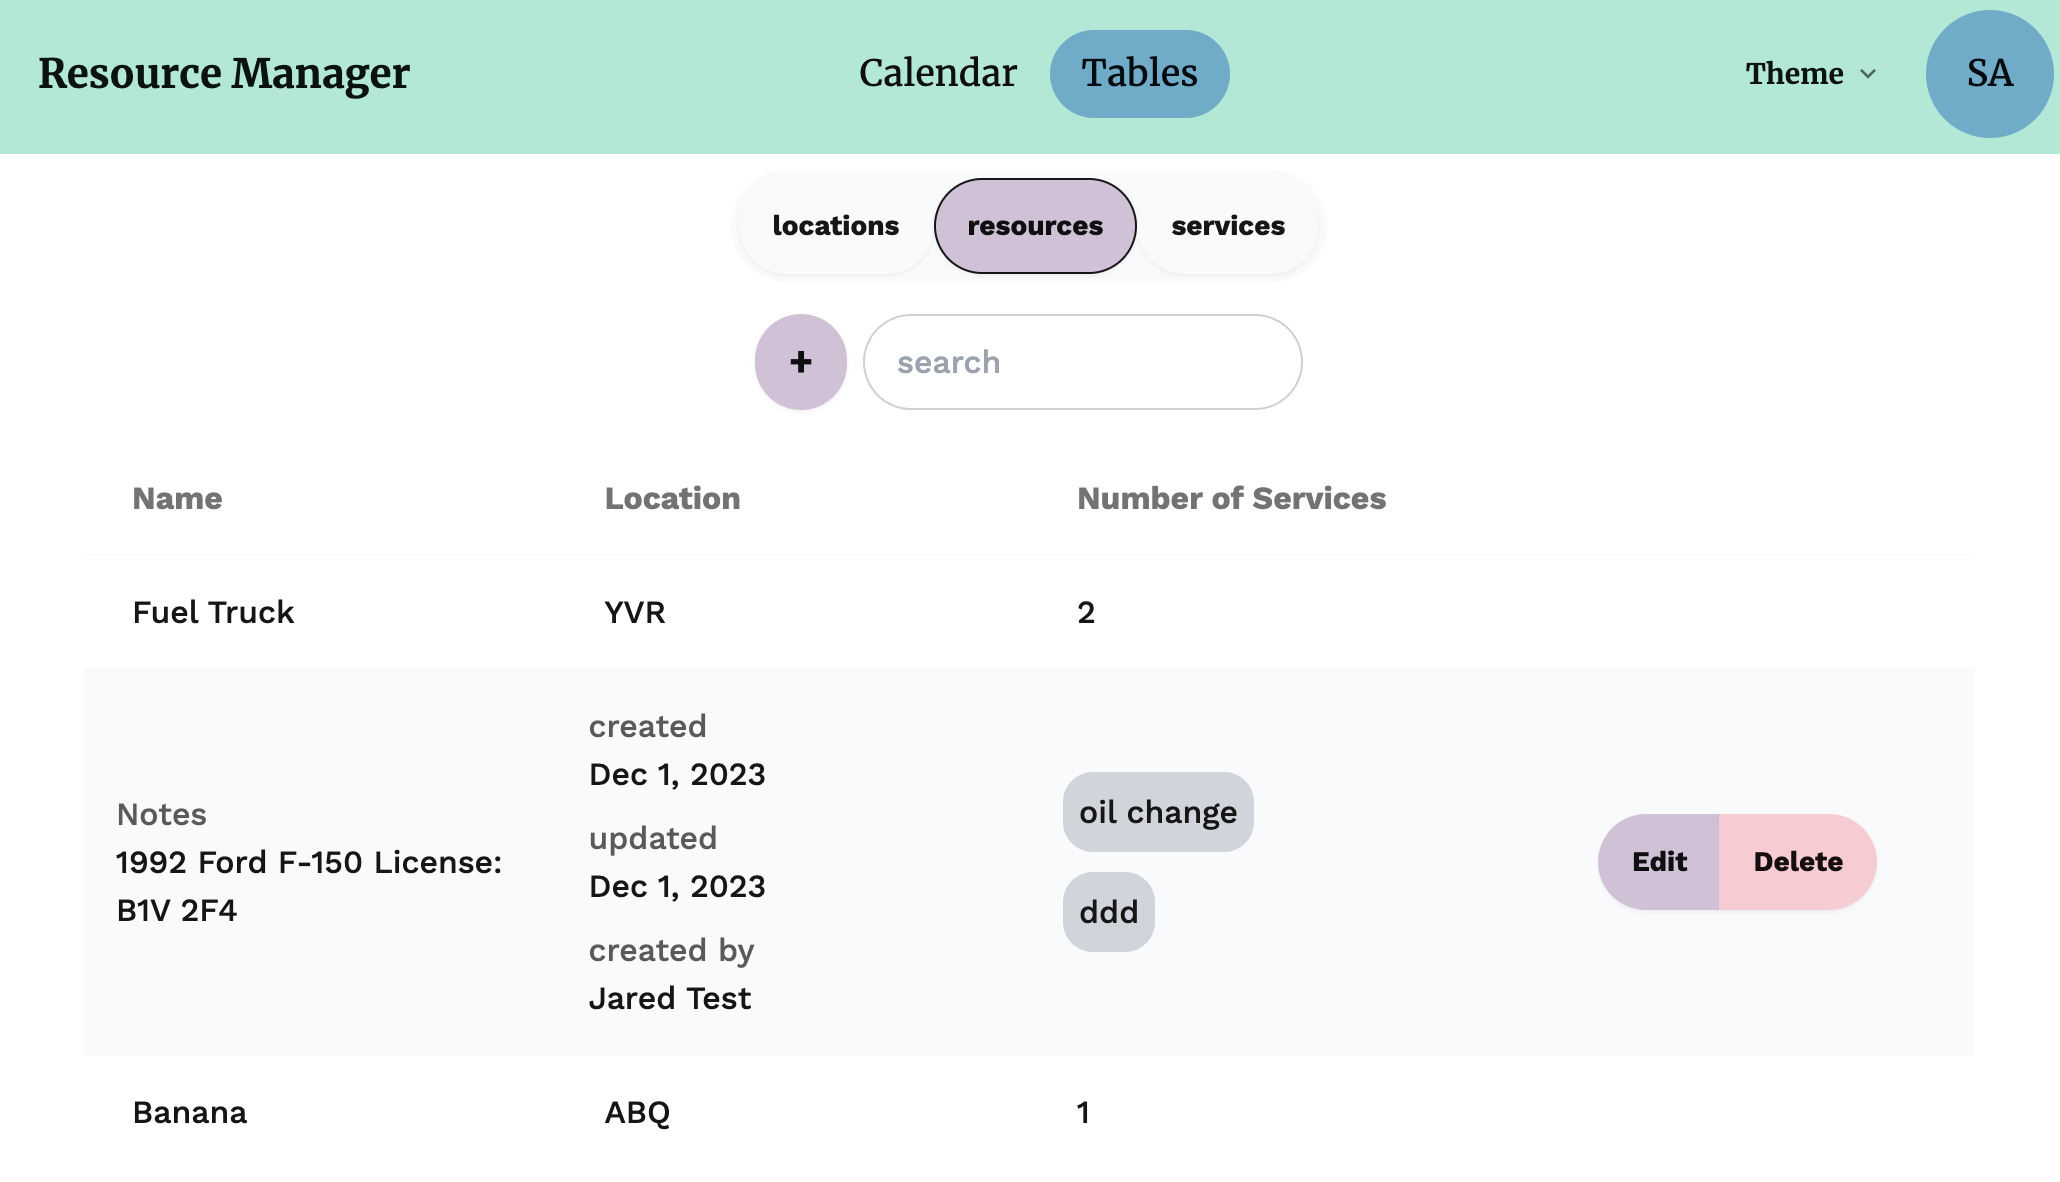 Resource Manager
Calendar
Tables
Theme
SA
locations
resources
services
+
search
Name
Location
Number of Services
Fuel Truck
YVR
2
Notes
1992 Ford F-150 License:
B1V 2F4
created
Dec 1, 2023
updated
Dec 1, 2023
created by
Jared Test
oil change
ddd
Edit
Delete
Banana
ABQ
1